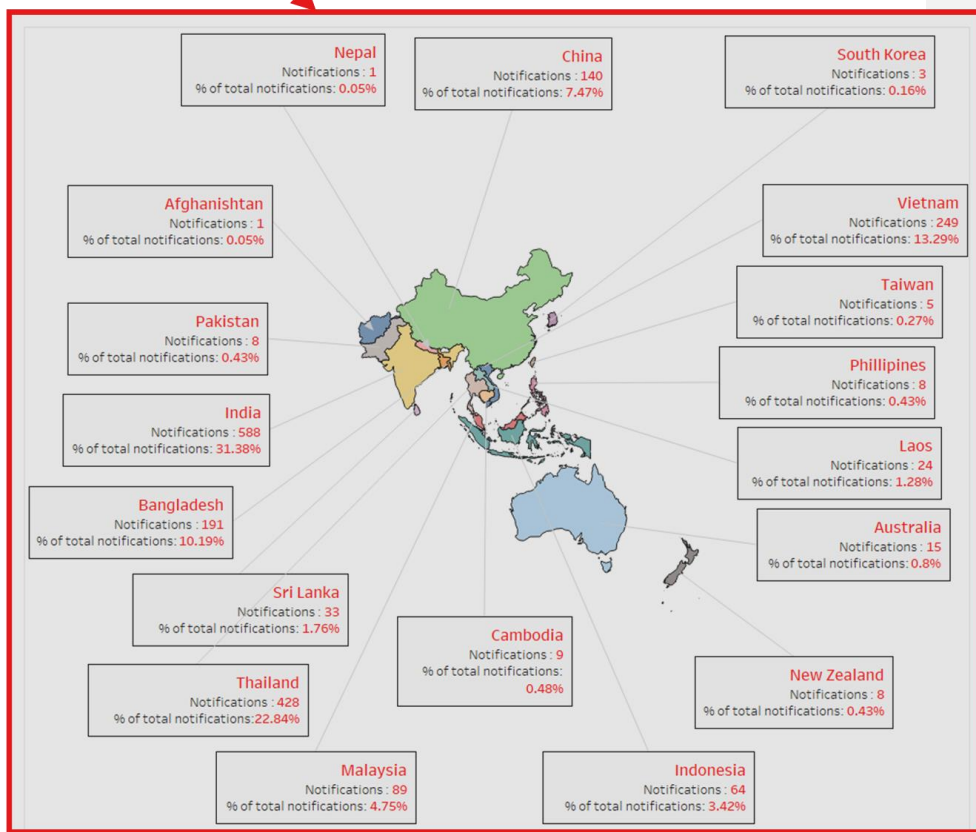 Nepal
Notifications : 1
% of total notifications: 0.05%
China
Notifications : 140
% of total notifications: 7.47%
South Korea
Notifications : 3
% of total notifications: 0.16%
Afghanishtan
Notifications : 1
% of total notifications: 0.05%
Vietnam
Notifications : 249
% of total notifications: 13.29%
Taiwan
Notifications : 5
% of total notifications: 0.27%
Pakistan
Notifications : 8
% of total notifications: 0.43%
Phillipines
Notifications : 8
% of total notifications: 0.43%
India
Notifications : 588
% of total notifications: 31.38%
Laos
Notifications : 24
% of total notifications: 1.28%
Bangladesh
Notifications : 191
% of total notifications: 10.19%
Australia
Notifications : 15
% of total notifications: 0.8%
Sri Lanka
Notifications : 33
% of total notifications: 1.76%
Cambodia
Notifications : 9
% of total notifications:
0.48%
Thailand
Notifications : 428
% of total notifications:22.84%
New Zealand
Notifications : 8
% of total notifications: 0.43%
Malaysia
Notifications : 89
% of total notifications: 4.75%
Indonesia
Notifications : 64
% of total notifications: 3.42%